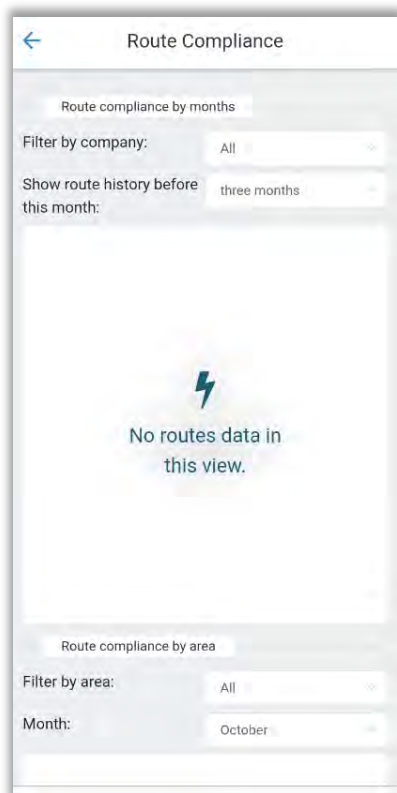 Route Compliance
Route compliance by months
Filter by company:
All
Show route history before
this month:
three months
No routes data in
this view.
Route compliance by area
Filter by area:
All
Month:
October